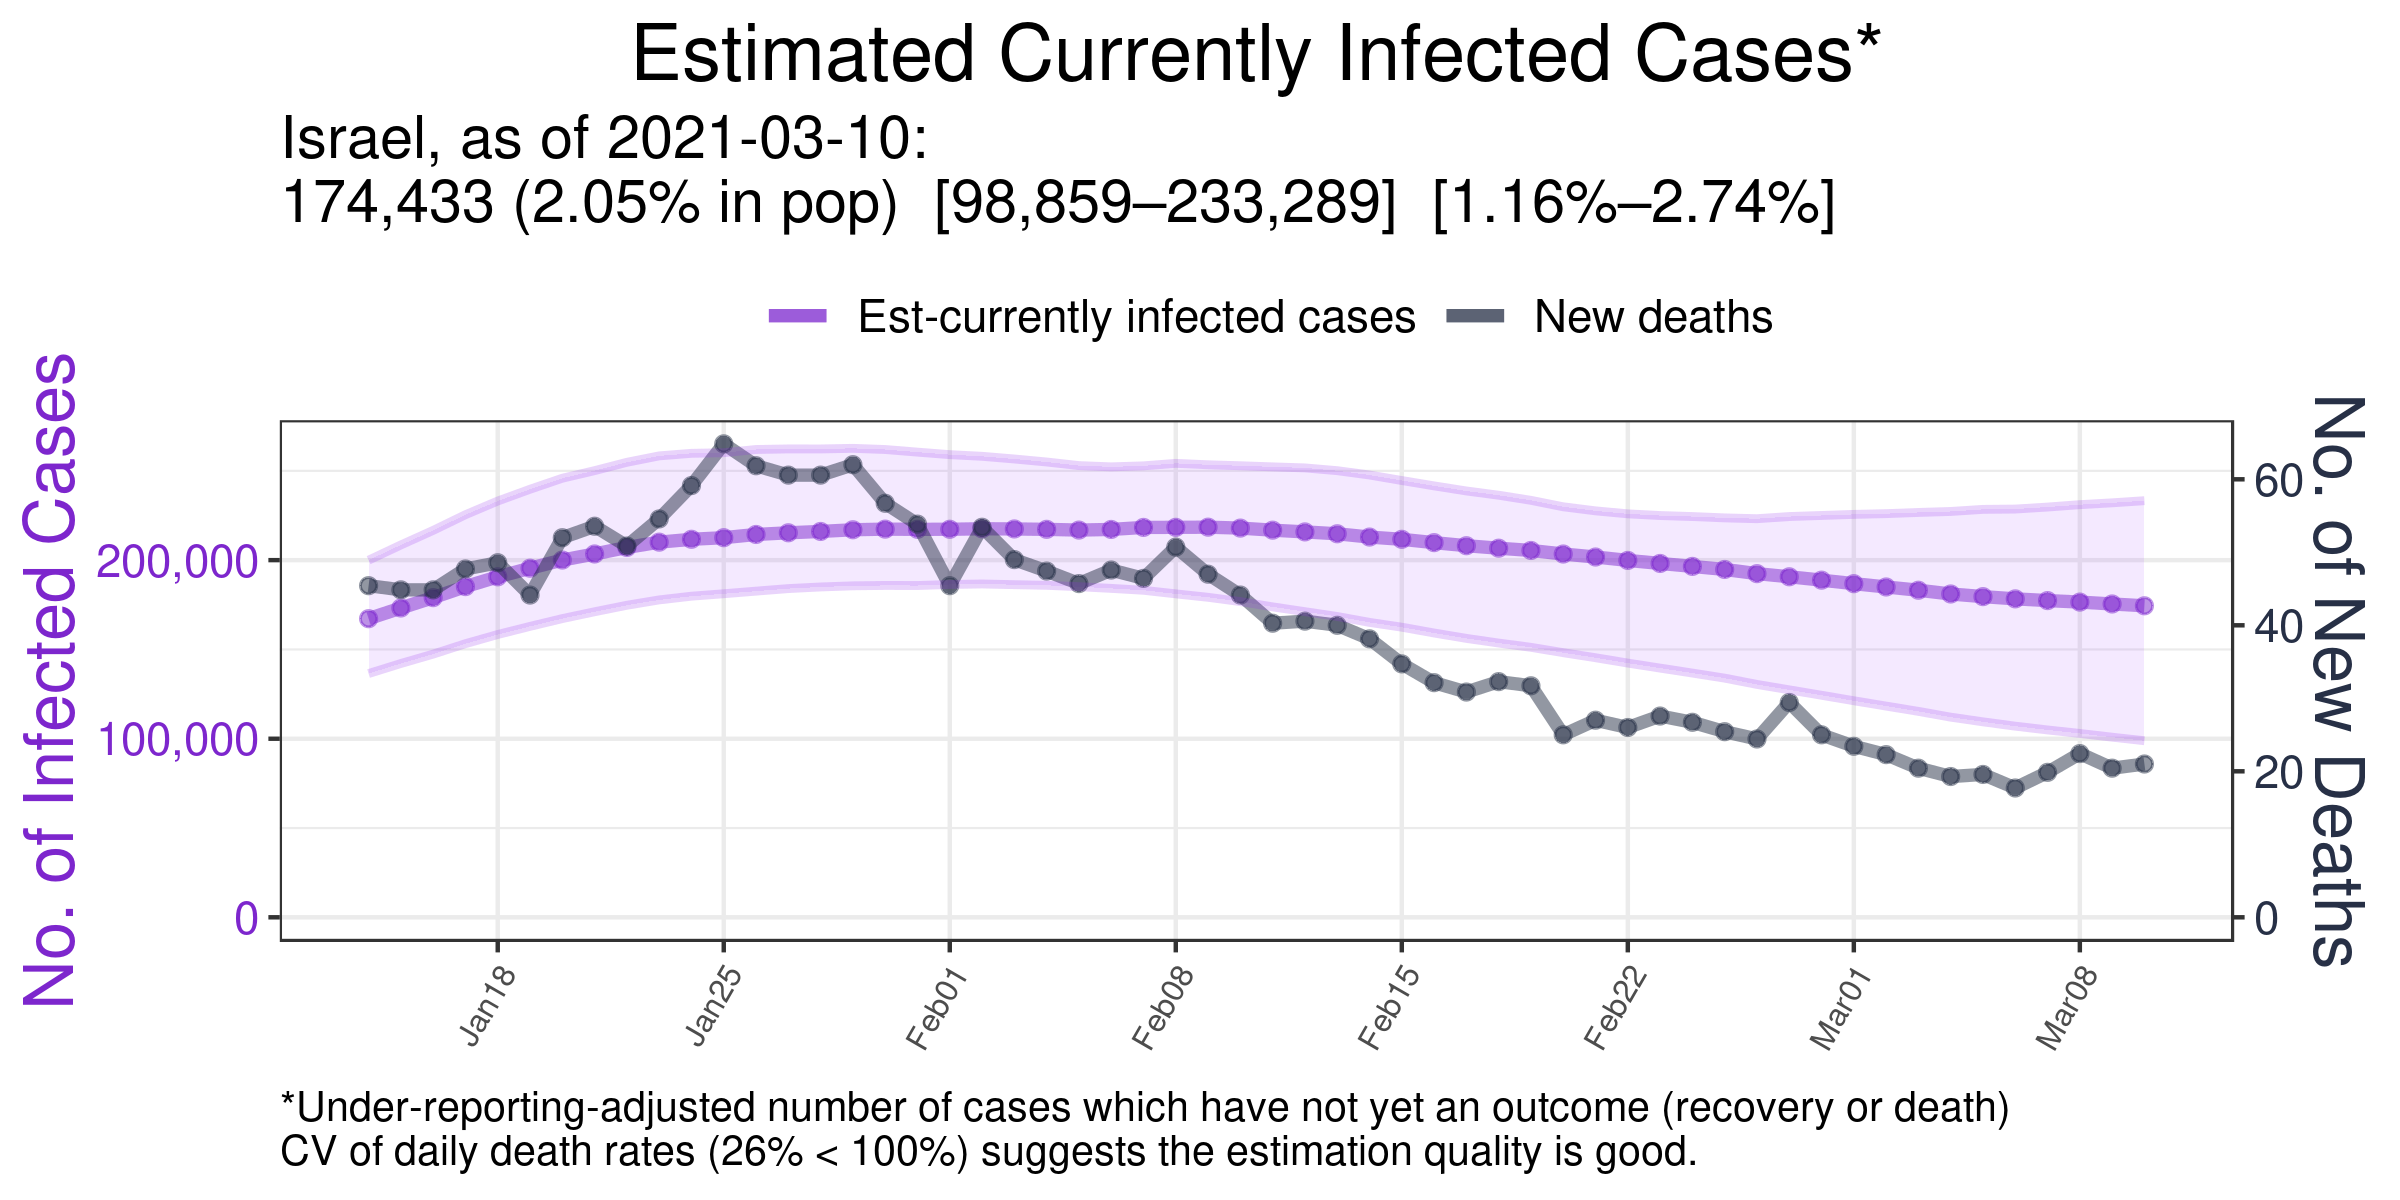 Estimated Currently Infected Cases*
Israel, as of 2021-03-10:
174,433 (2.05% in pop) [98,859–233,289] [1.16%–2.74%]
Est-currently infected cases
New deaths
No. of Infected Cases
200,000
100,000
0
60
40
20
0
No. of New Deaths
Jan18
Jan25
Feb01
Feb08
Feb15
Feb22
Mar01
Mar08
*Under-reporting-adjusted number of cases which have not yet an outcome (recovery or death)
CV of daily death rates (26% < 100%) suggests the estimation quality is good.